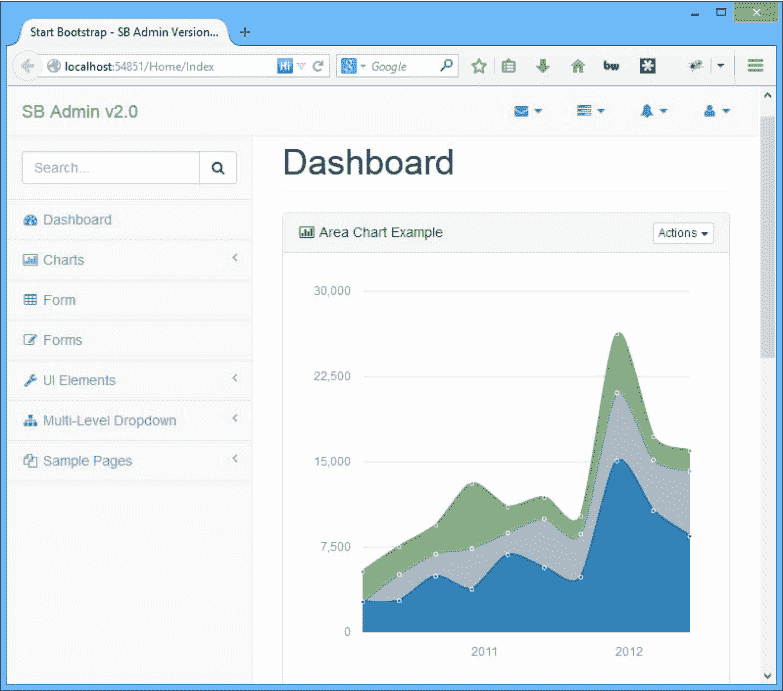 Start Bootstrap - SB Admin Version...
localhost:54851/Home/Index
Google
bw
SB Admin v2.0
Search...
Dashboard
Charts
Form
Forms
UI Elements
Multi-Level Dropdown
Sample Pages
Dashboard
Area Chart Example
Actions
30,000
22,500
15,000
7,500
0
2011
2012